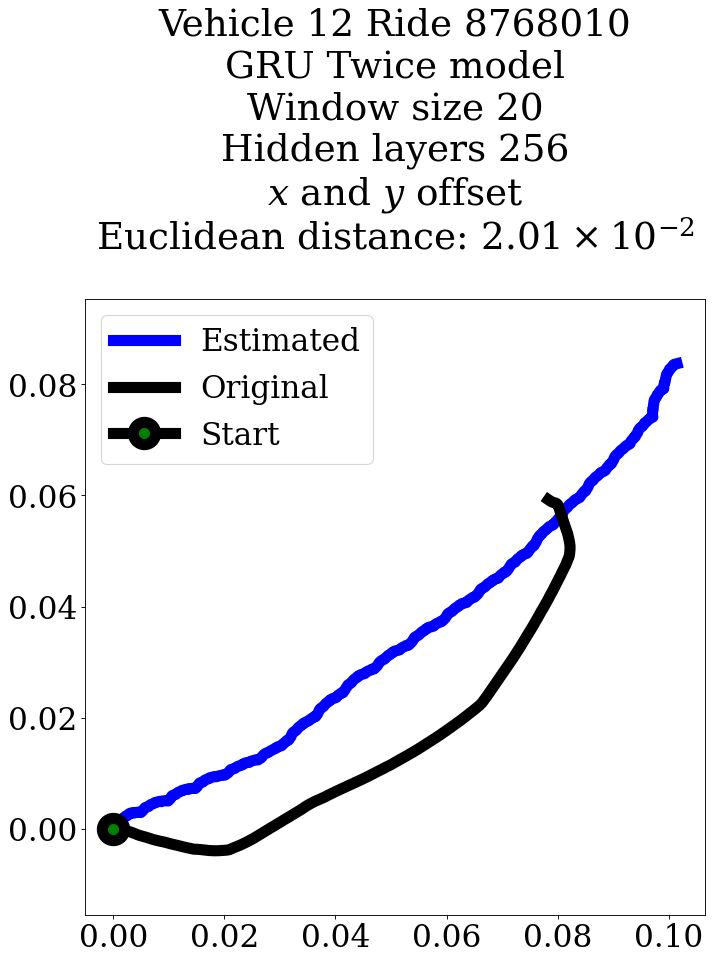 Vehicle 12 Ride 8768010
GRU Twice model
Window size 20
Hidden layers 256
x and y offset
Euclidean distance: 2.01 × 10⁻²
Estimated
Original
Start
0.08
0.06
0.04
0.02
0.00
0.00 0.02 0.04 0.06 0.08 0.10